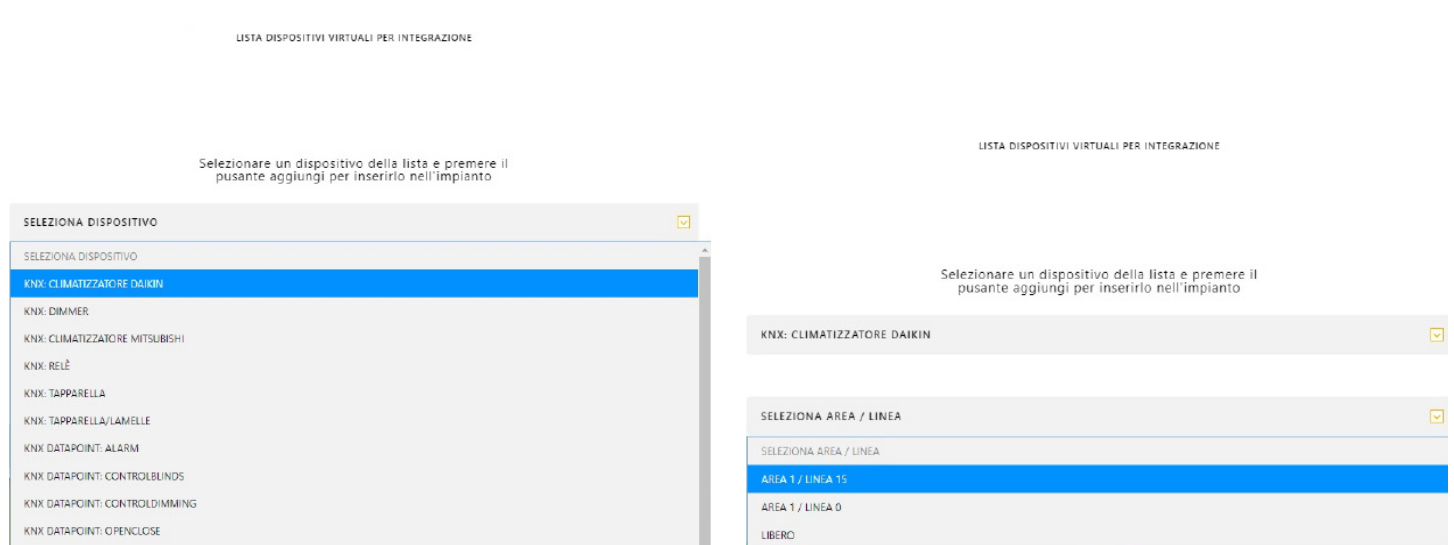 LISTA DISPOSITIVI VIRTUALI PER INTEGRAZIONE
Selezionare un dispositivo della lista e premere il
pusante aggiungi per inserirlo nell'impianto
SELEZIONA DISPOSITIVO
SELEZIONA DISPOSITIVO
KNX: CLIMATIZZATORE DAIKIN
KNX: DIMMER
KNX: CLIMATIZZATORE MITSUBISHI
KNX: RELÈ
KNX: TAPPARELLA
KNX: TAPPARELLA/LAMELLE
KNX DATAPOINT: ALARM
KNX DATAPOINT: CONTROLBLINDS
KNX DATAPOINT: CONTROLDIMMING
KNX DATAPOINT: OPENCLOSE
LISTA DISPOSITIVI VIRTUALI PER INTEGRAZIONE
Selezionare un dispositivo della lista e premere il
pusante aggiungi per inserirlo nell'impianto
KNX: CLIMATIZZATORE DAIKIN
SELEZIONA AREA / LINEA
SELEZIONA AREA / LINEA
AREA 1 / LINEA 15
AREA 1 / LINEA 0
LIBERO